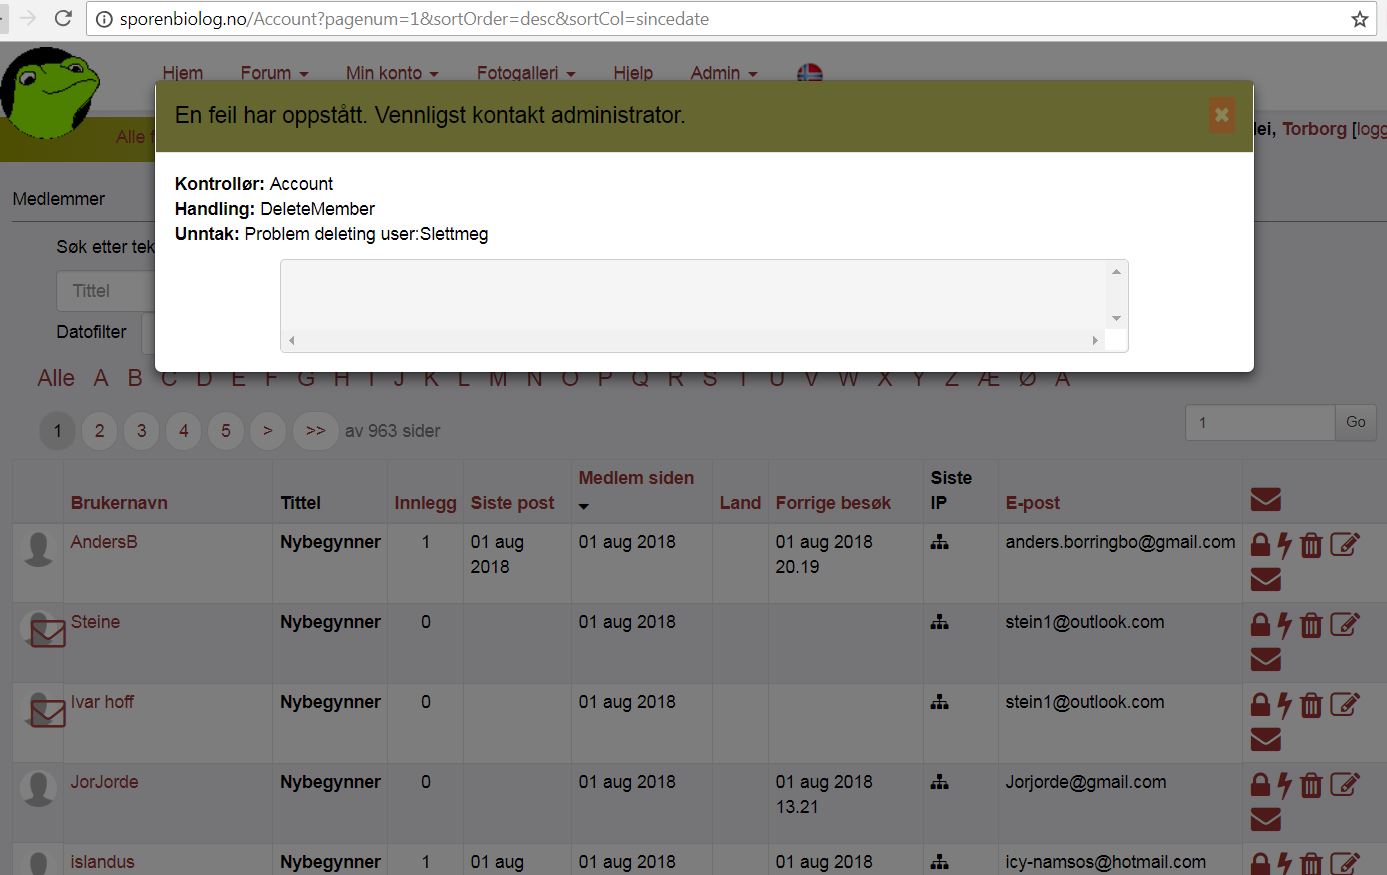 sporenbiolog.no/Account?pagenum=1&sortOrder=desc&sortCol=sincedate
Hjem Forum Min konto Fotogalleri Hjelp Admin
En feil har oppstått. Vennligst kontakt administrator.
Alle f
Torborg [logg
Kontrollør: Account
Handling: DeleteMember
Unntak: Problem deleting user:Slettmeg
Medlemmer
Søk etter tek
Tittel
Datofilter
Alle A B C D E F G H I J K L M N O P Q R S T U V W X Y Z Æ Ø Å
1 2 3 4 5 > >> av 963 sider
1 Go
Brukernavn Tittel Innlegg Siste post Medlem siden Land Forrige besøk Siste IP E-post
AndersB Nybegynner 1 01 aug 2018 01 aug 2018 01 aug 2018 20.19 anders.borringbo@gmail.com
Steine Nybegynner 0 01 aug 2018 stein1@outlook.com
Ivar hoff Nybegynner 0 01 aug 2018 stein1@outlook.com
JorJorde Nybegynner 0 01 aug 2018 01 aug 2018 13.21 Jorjorde@gmail.com
islandus Nybegynner 1 01 aug 01 aug 2018 01 aug 2018 icy-namsos@hotmail.com